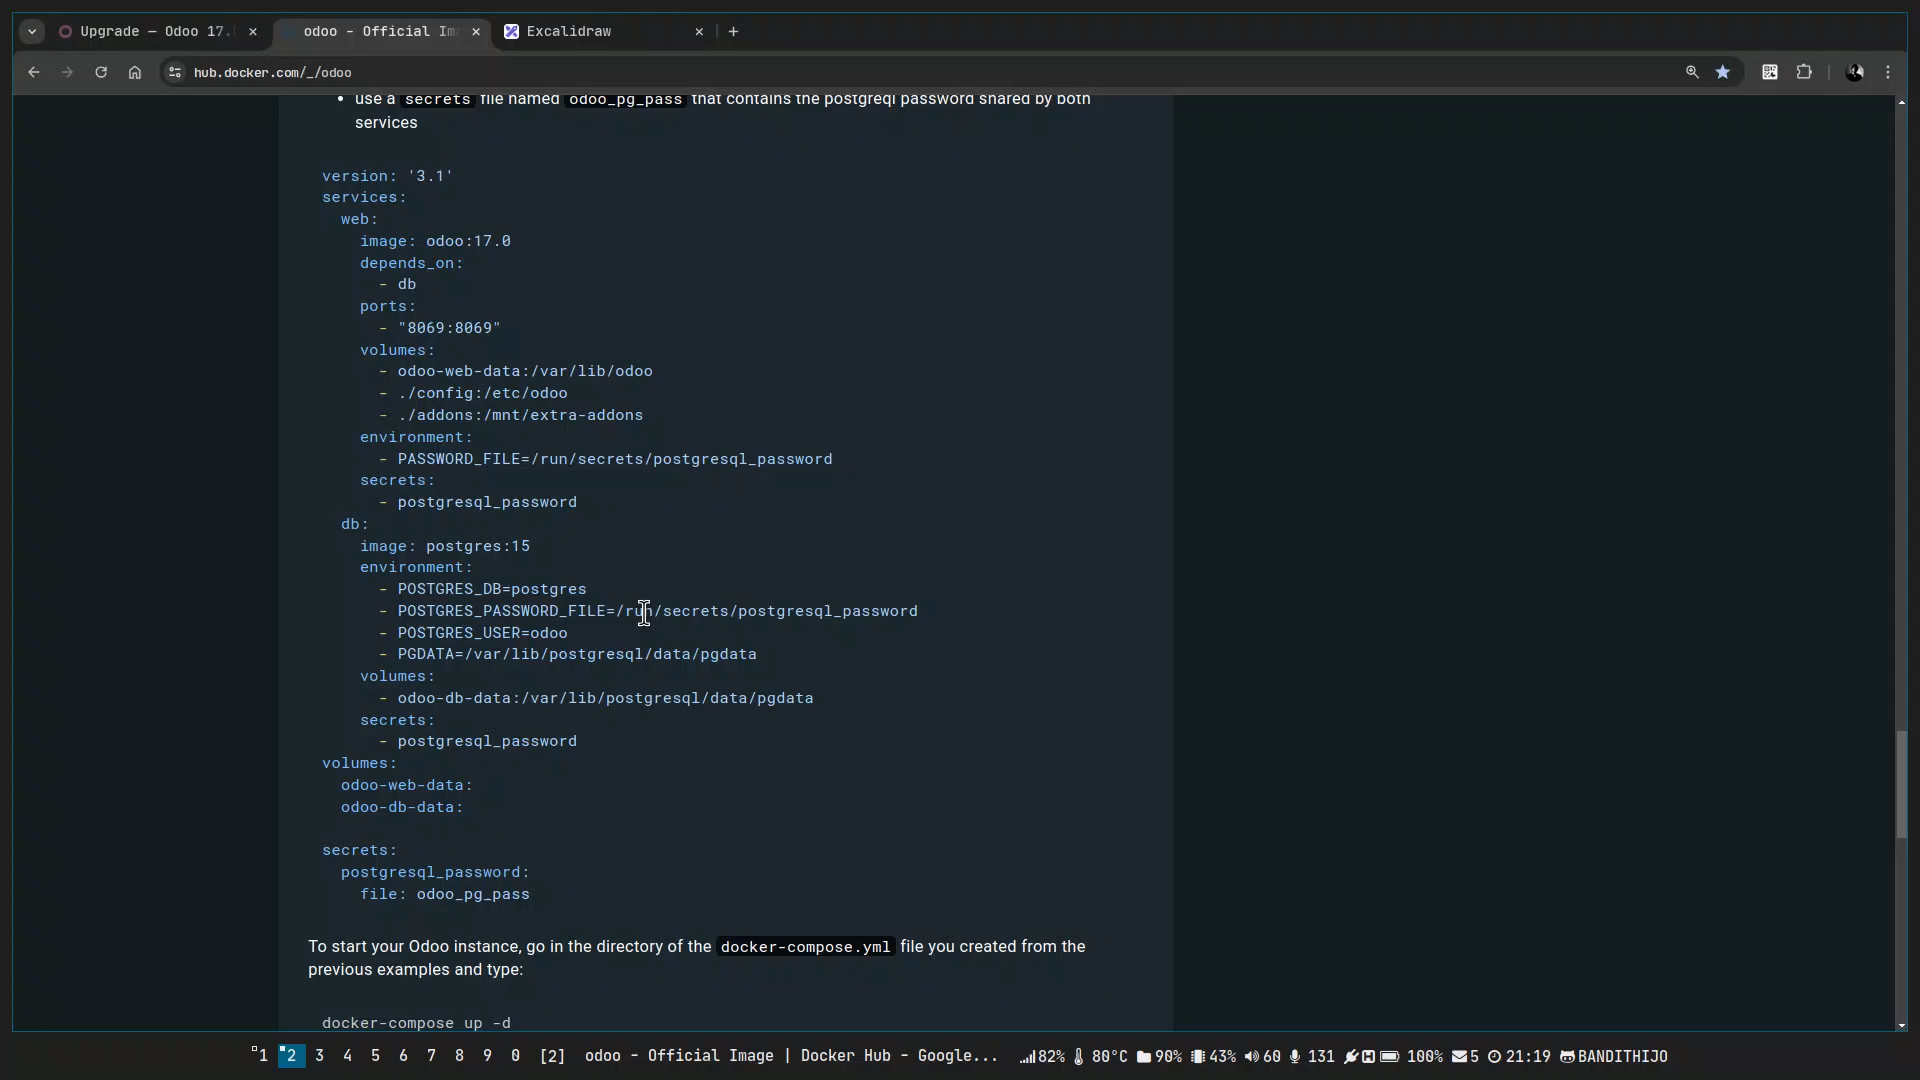 Upgrade — Odoo 17.
odoo - Official Im
Excalidraw
hub.docker.com/_/odoo
• use a secrets file named odoo_pg_pass that contains the postgreql password shared by both
services
version: '3.1'
services:
web:
image: odoo:17.0
depends_on:
- db
ports:
- "8069:8069"
volumes:
- odoo-web-data:/var/lib/odoo
- ./config:/etc/odoo
- ./addons:/mnt/extra-addons
environment:
- PASSWORD_FILE=/run/secrets/postgresql_password
secrets:
- postgresql_password
db:
image: postgres:15
environment:
- POSTGRES_DB=postgres
- POSTGRES_PASSWORD_FILE=/run/secrets/postgresql_password
- POSTGRES_USER=odoo
- PGDATA=/var/lib/postgresql/data/pgdata
volumes:
- odoo-db-data:/var/lib/postgresql/data/pgdata
secrets:
- postgresql_password
volumes:
odoo-web-data:
odoo-db-data:
secrets:
postgresql_password:
file: odoo_pg_pass
To start your Odoo instance, go in the directory of the docker-compose.yml file you created from the
previous examples and type:
docker-compose up -d
1 2 3 4 5 6 7 8 9 0 [2] odoo - Official Image | Docker Hub - Google... 82% 80°C 90% 43% 60 131 H 100% 5 21:19 BANDITHIJO